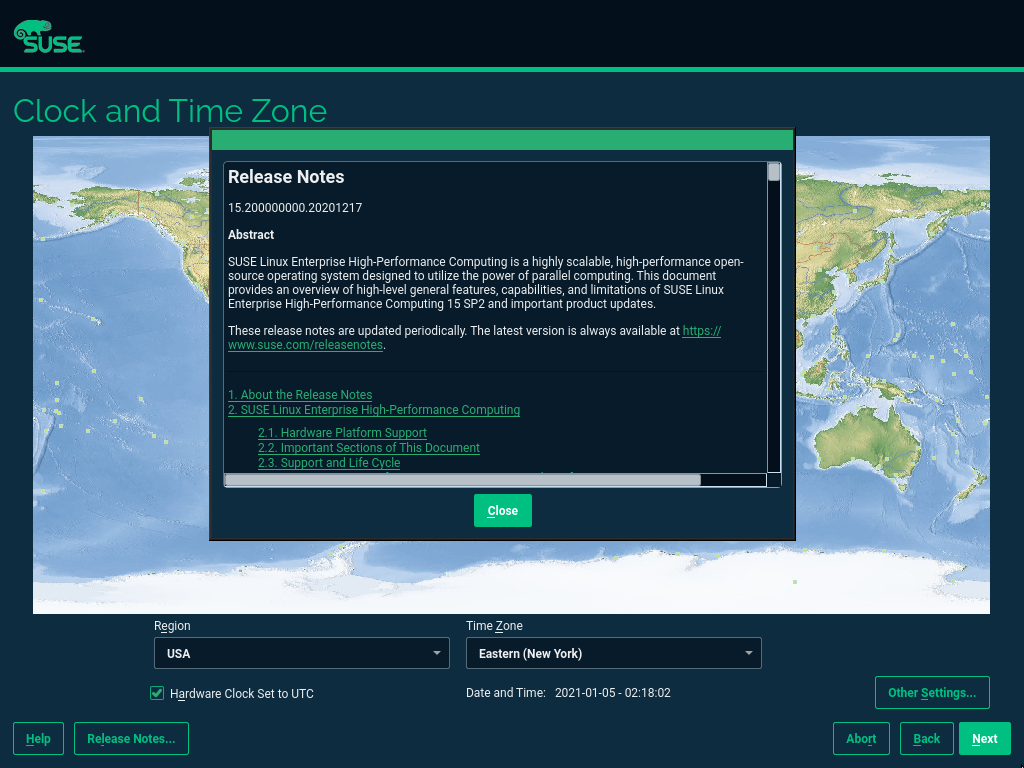 SUSE
Clock and Time Zone
Release Notes
15.200000000.20201217
Abstract
SUSE Linux Enterprise High-Performance Computing is a highly scalable, high-performance open-
source operating system designed to utilize the power of parallel computing. This document
provides an overview of high-level general features, capabilities, and limitations of SUSE Linux
Enterprise High-Performance Computing 15 SP2 and important product updates.
These release notes are updated periodically. The latest version is always available at https://
www.suse.com/releasenotes.
1. About the Release Notes
2. SUSE Linux Enterprise High-Performance Computing
2.1. Hardware Platform Support
2.2. Important Sections of This Document
2.3. Support and Life Cycle
Close
Region
Time Zone
USA
Eastern (New York)
Hardware Clock Set to UTC
Date and Time: 2021-01-05 - 02:18:02
Other Settings...
Help
Release Notes...
Abort
Back
Next